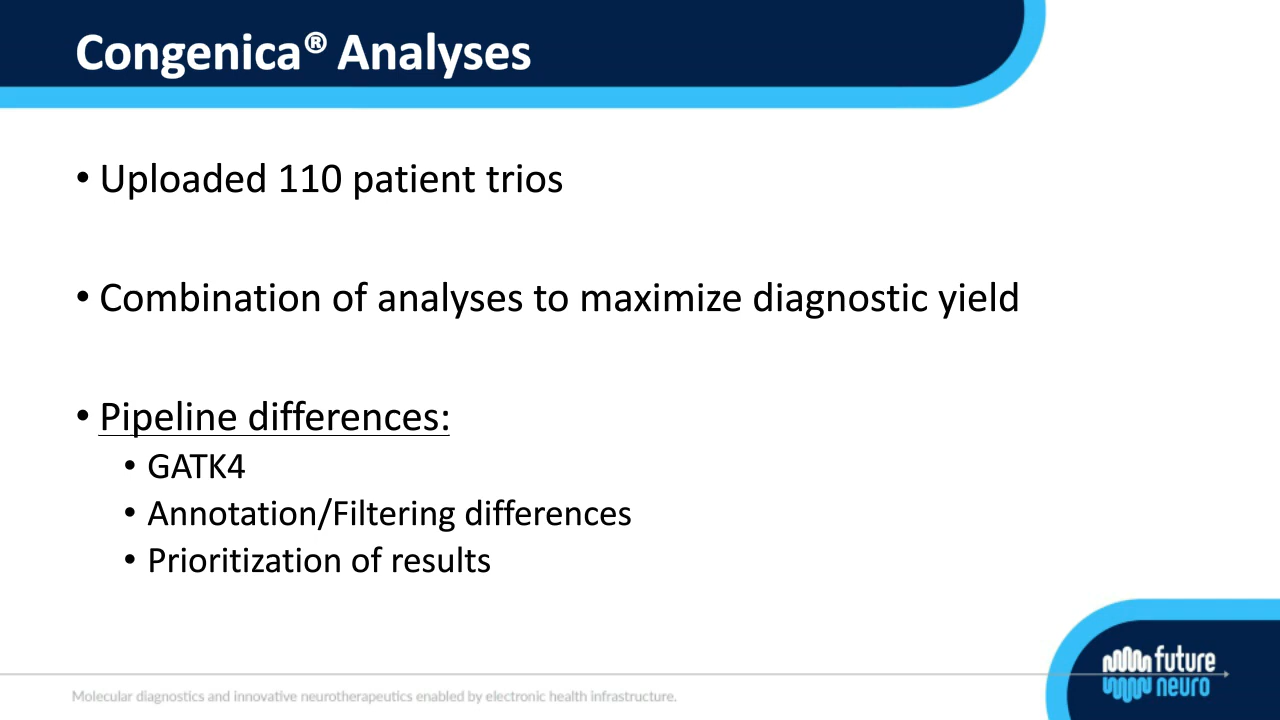 Congenica® Analyses
• Uploaded 110 patient trios
• Combination of analyses to maximize diagnostic yield
• Pipeline differences:
• GATK4
• Annotation/Filtering differences
• Prioritization of results
future
neuro
Molecular diagnostics and innovative neurotherapeutics enabled by electronic health infrastructure.